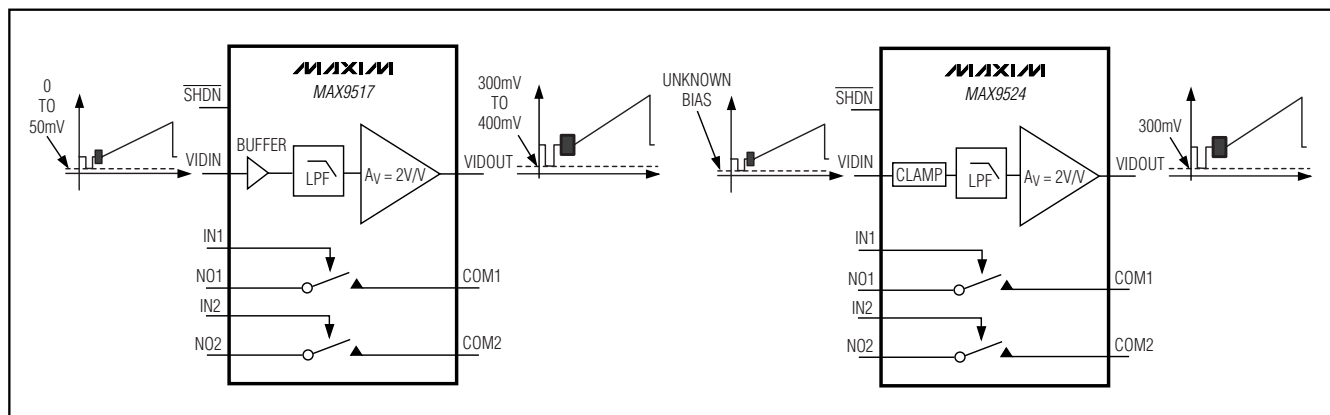 0
TO
50mV
SHDN
VIDIN
MAXIM
MAX9517
BUFFER
LPF
AV = 2V/V
VIDOUT
300mV
TO
400mV
IN1
NO1
IN2
NO2
COM1
COM2
UNKNOWN
BIAS
SHDN
VIDIN
MAXIM
MAX9524
CLAMP
LPF
AV = 2V/V
VIDOUT
300mV
IN1
NO1
IN2
NO2
COM1
COM2